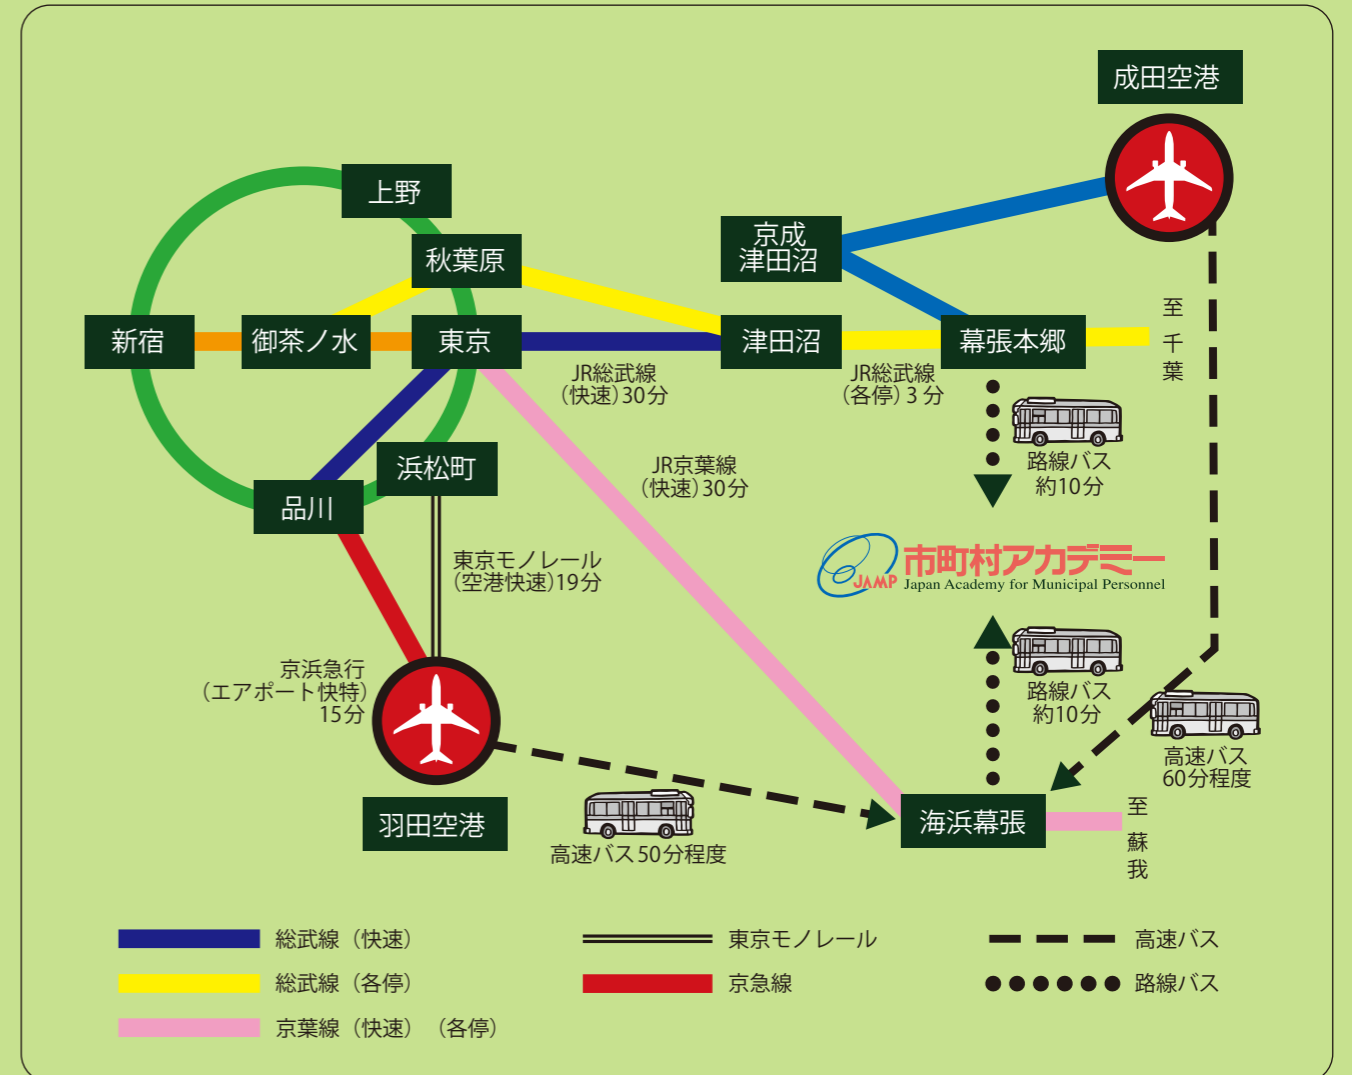 成田空港
上野
秋葉原
京成
津田沼
新宿
御茶ノ水
東京
津田沼
幕張本郷
至千葉
JR総武線
(快速)30分
JR総武線
(各停)3分
路線バス
約10分
浜松町
品川
JR京葉線
(快速)30分
東京モノレール
(空港快速)19分
JAMP
市町村アカデミー
Japan Academy for Municipal Personnel
京浜急行
(エアポート快特)
15分
路線バス
約10分
高速バス
60分程度
羽田空港
高速バス50分程度
海浜幕張
至蘇我
総武線(快速)
東京モノレール
高速バス
総武線(各停)
京急線
路線バス
京葉線(快速)(各停)